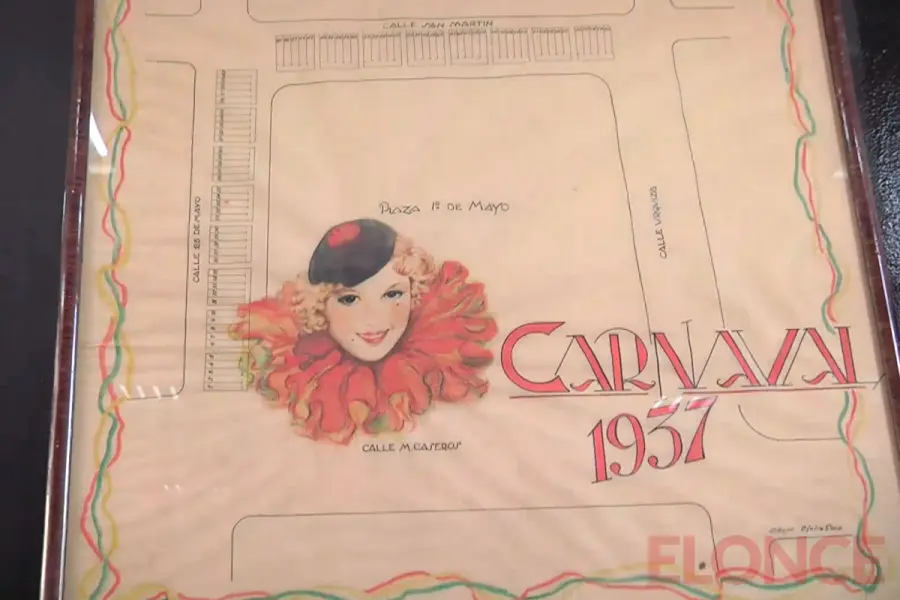 CALLE SAN MARTIN
CALLE 25 DE MAYO
PLAZA 1º DE MAYO
CALLE URQUIZA
CARNAVAL
1937
CALLE M. CASEROS
ELONCE